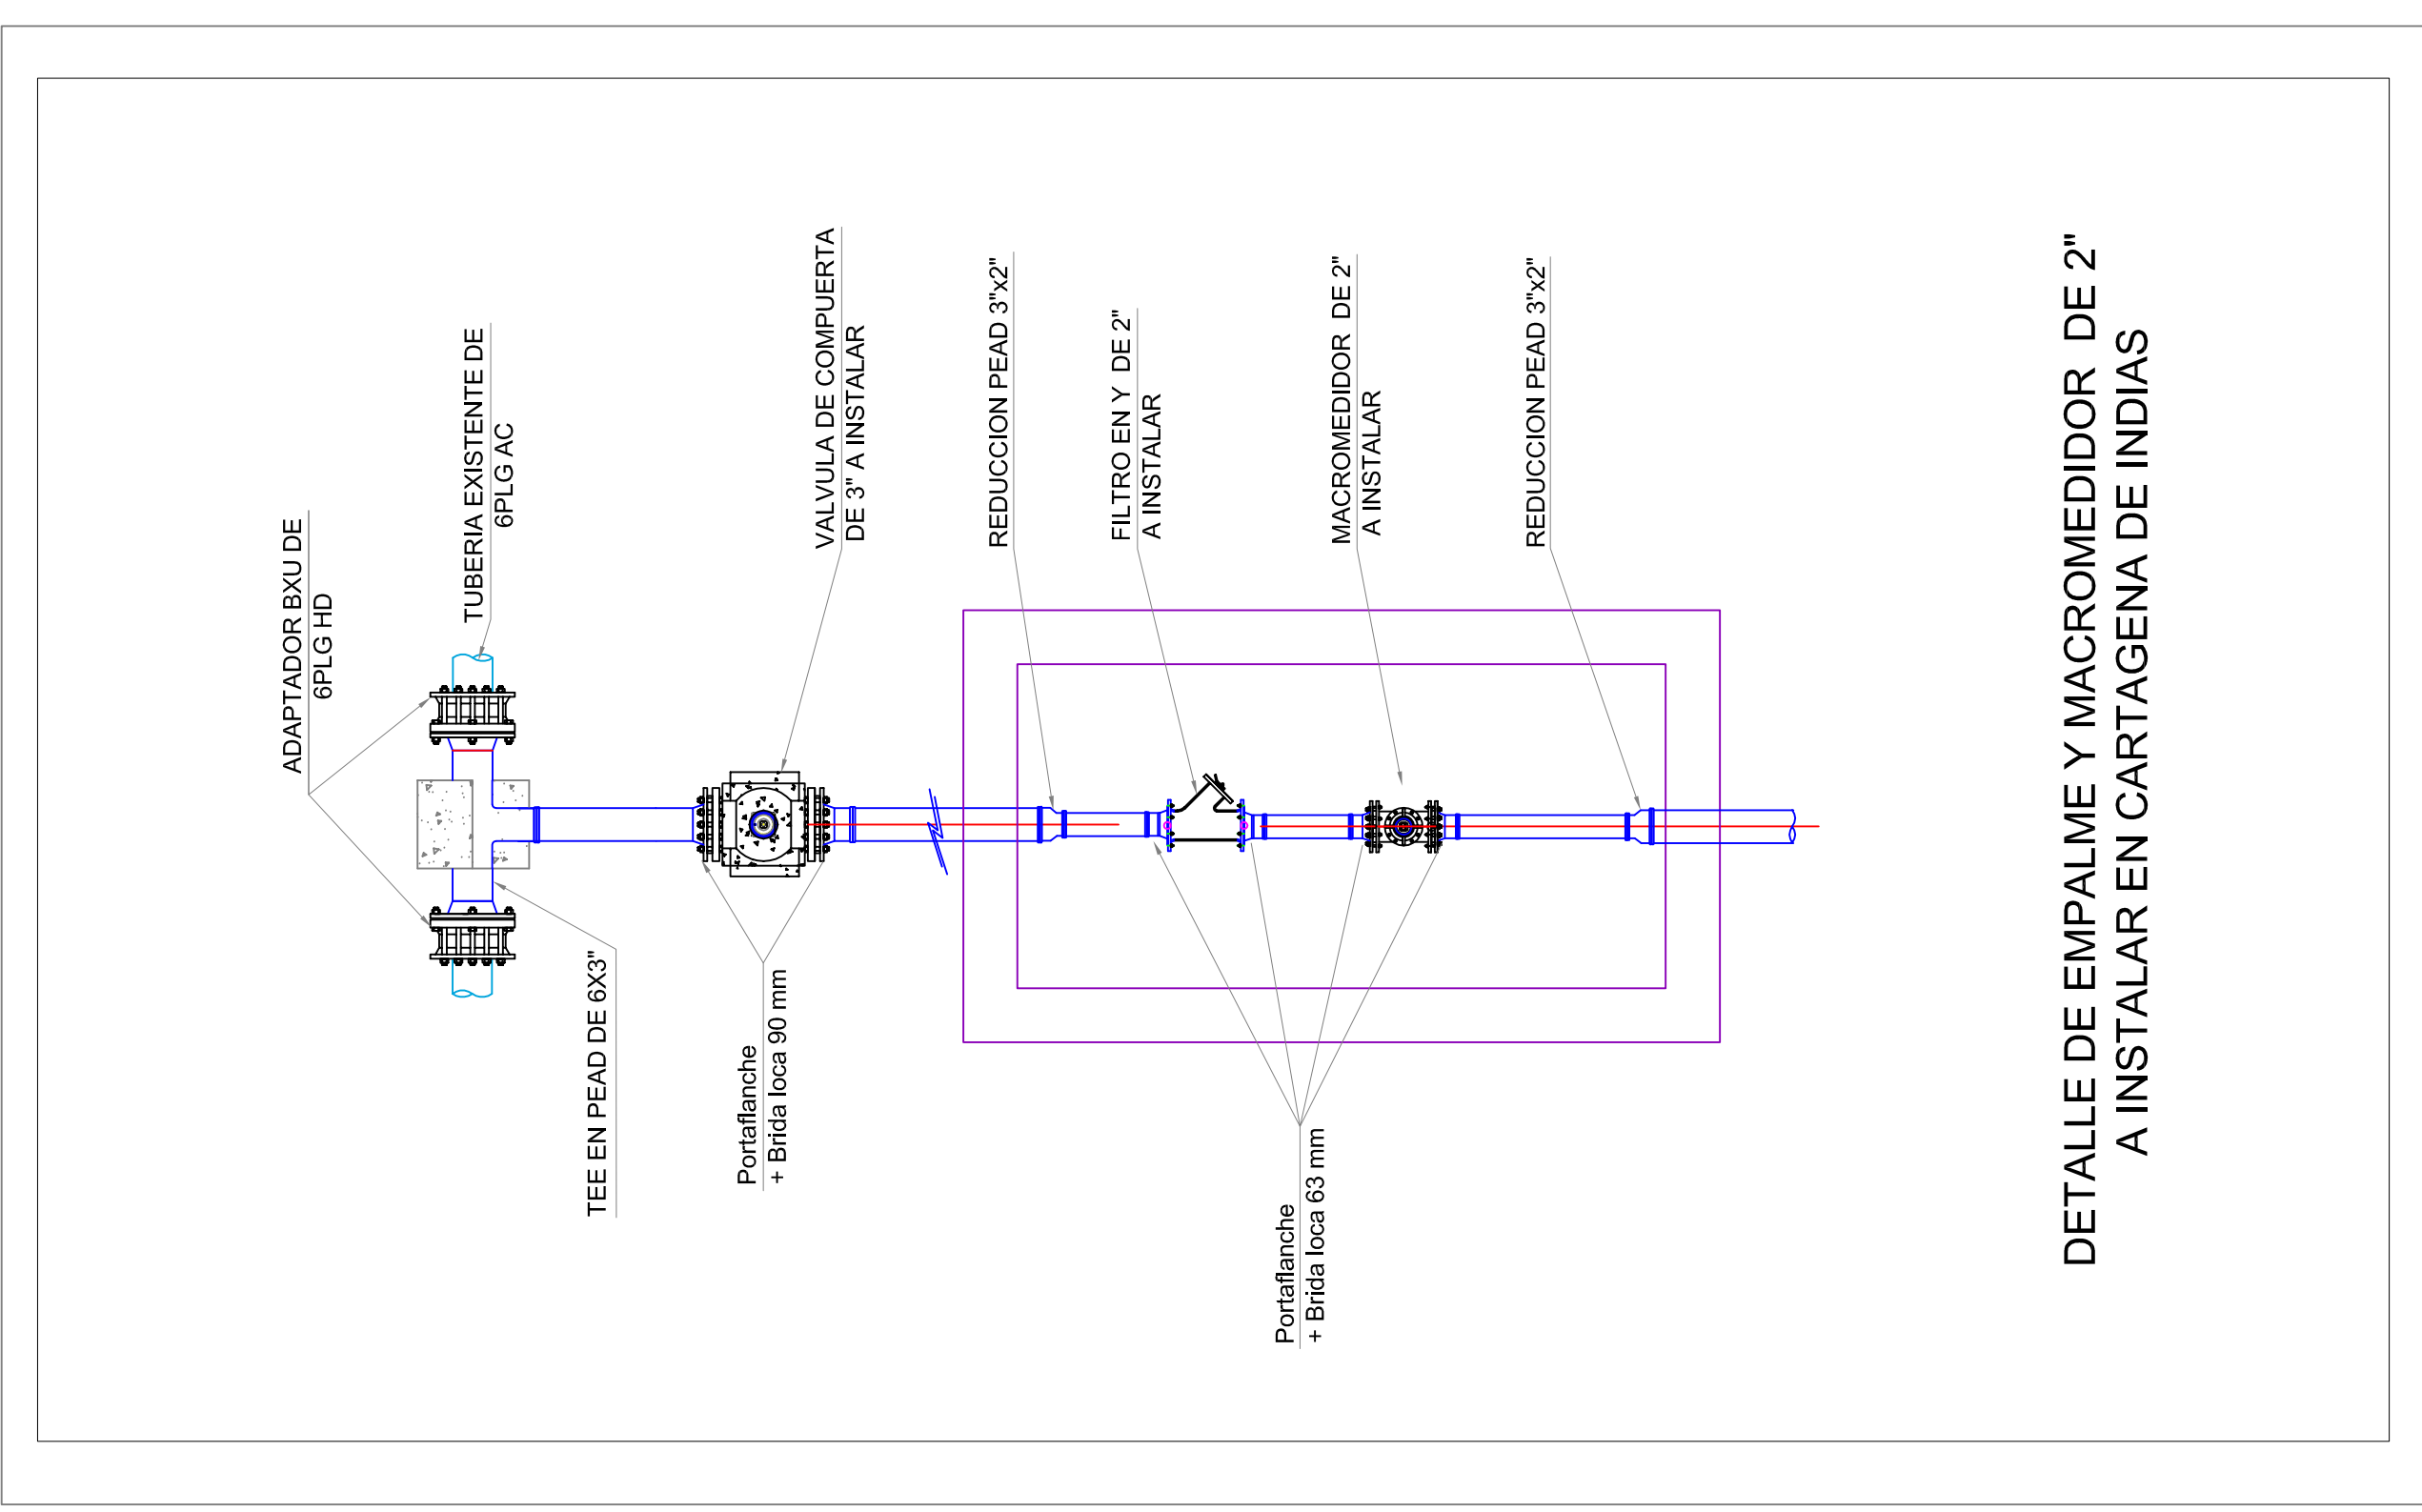 ADAPTADOR BXU DE
6PLG HD
TUBERIA EXISTENTE DE
6PLG AC
TEE EN PEAD DE 6X3"
Portaflanche
+ Brida loca 90 mm
VALVULA DE COMPUERTA
DE 3" A INSTALAR
REDUCCION PEAD 3"x2"
FILTRO EN Y DE 2"
A INSTALAR
Portaflanche
+ Brida loca 63 mm
MACROMEDIDOR DE 2"
A INSTALAR
REDUCCION PEAD 3"x2"
DETALLE DE EMPALME Y MACROMEDIDOR DE 2"
A INSTALAR EN CARTAGENA DE INDIAS